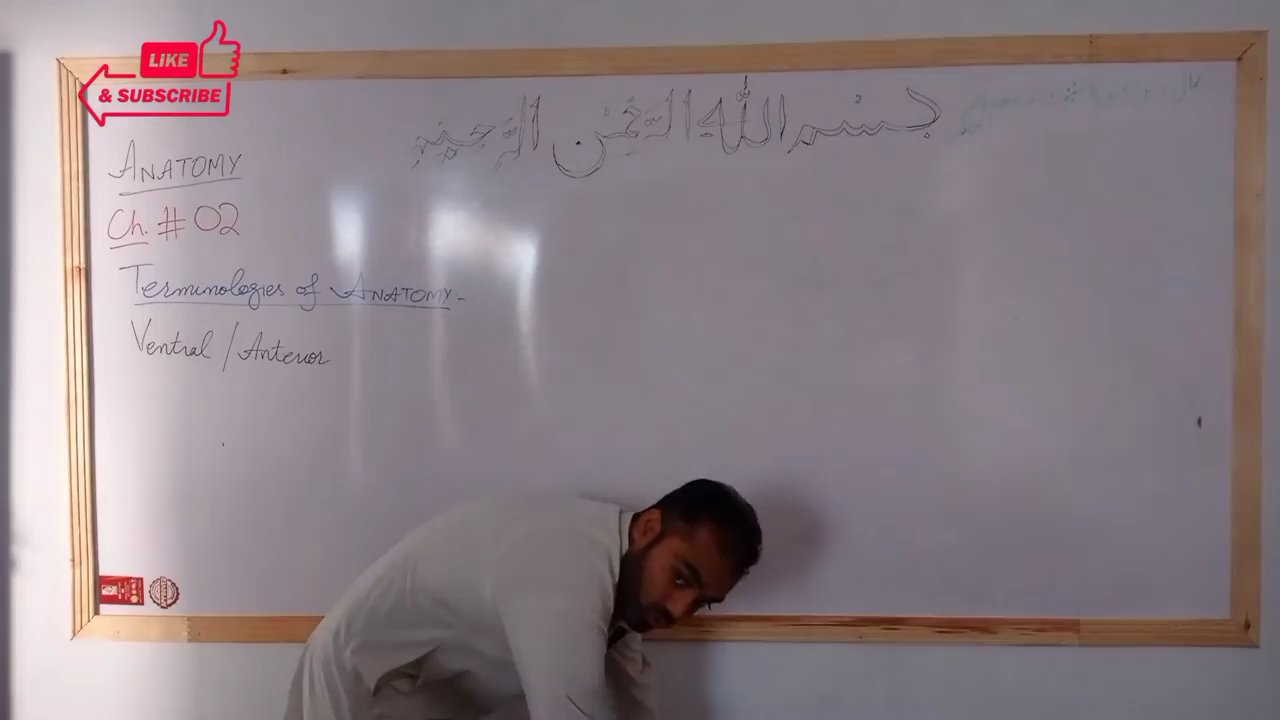 LIKE
& SUBSCRIBE
بسم الله الرحمن الرحيم
ANATOMY
Ch. # 02
Terminologies of ANATOMY -
Ventral / Anterior